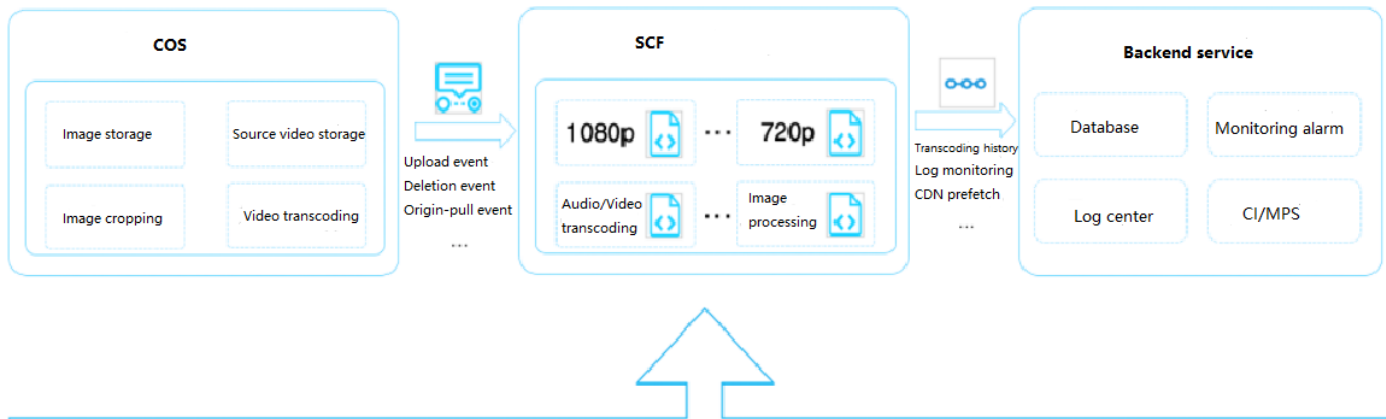 COS
Image storage
Source video storage
Image cropping
Video transcoding
Upload event
Deletion event
Origin-pull event
...
SCF
1080p
...
720p
Audio/Video
transcoding
...
Image
processing
Transcoding history
Log monitoring
CDN prefetch
...
Backend service
Database
Monitoring alarm
Log center
CI/MPS